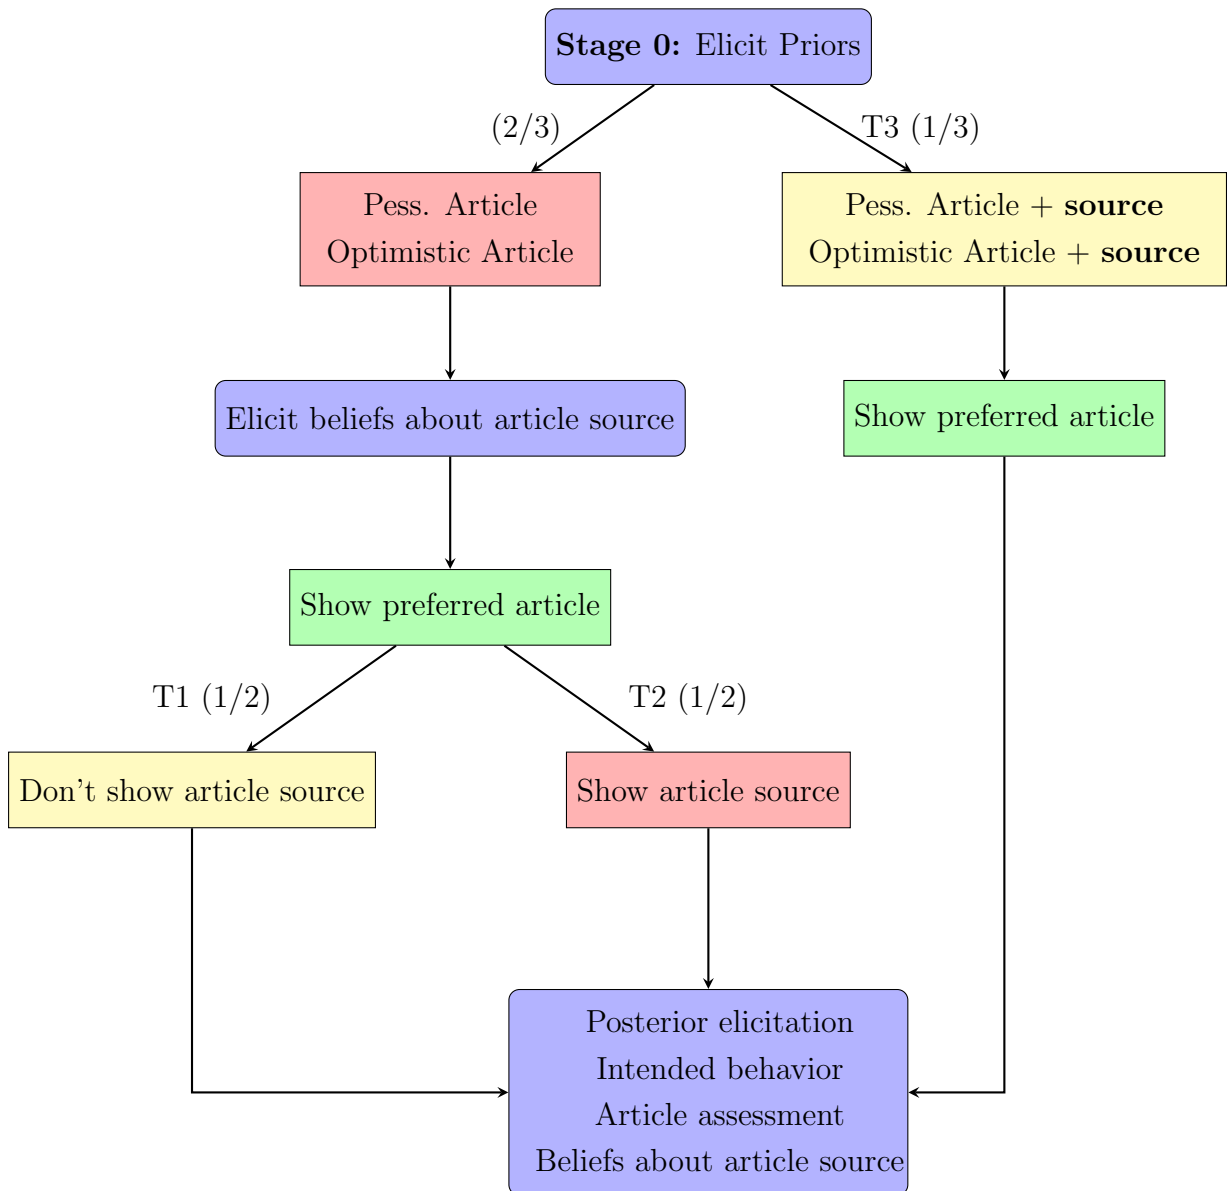 Stage 0: Elicit Priors
(2/3)
T3 (1/3)
Pess. Article
Optimistic Article
Pess. Article + source
Optimistic Article + source
Elicit beliefs about article source
Show preferred article
Show preferred article
T1 (1/2)
T2 (1/2)
Don't show article source
Show article source
Posterior elicitation
Intended behavior
Article assessment
Beliefs about article source